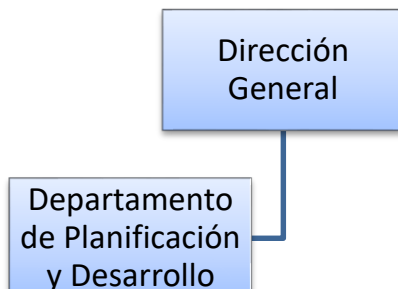 Dirección
General
Departamento
de Planificación
y Desarrollo